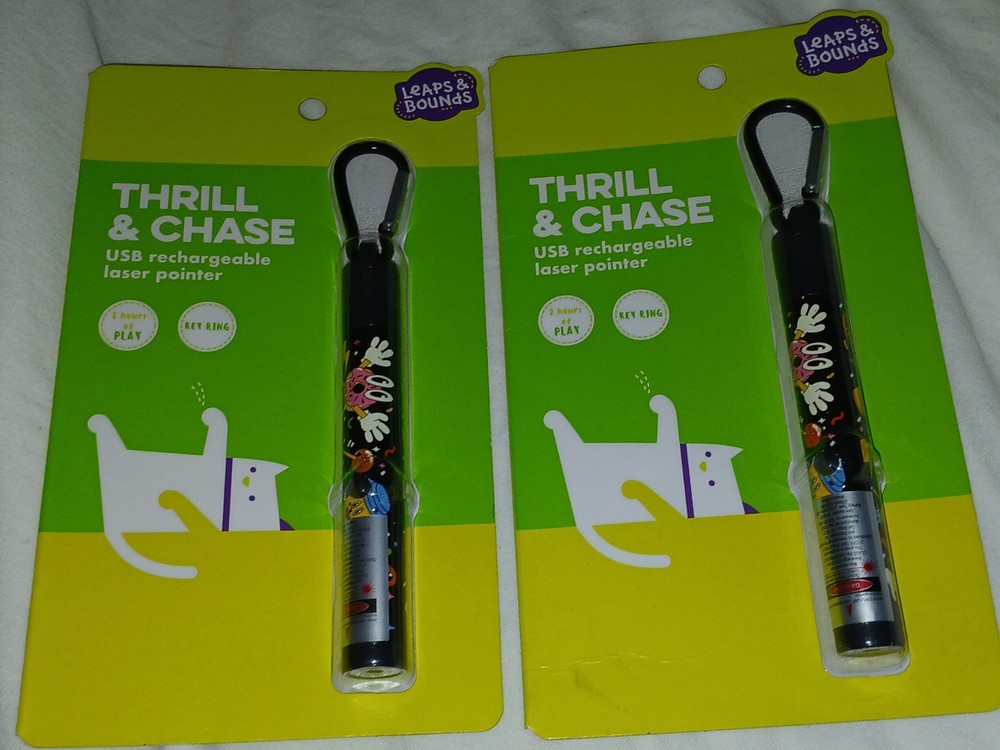 LEAPS &
BOUNDS
THRILL
& CHASE
USB rechargeable
laser pointer
2 hours
of
PLAY
KEY RING
LEAPS &
BOUNDS
THRILL
& CHASE
USB rechargeable
laser pointer
2 hours
of
PLAY
KEY RING